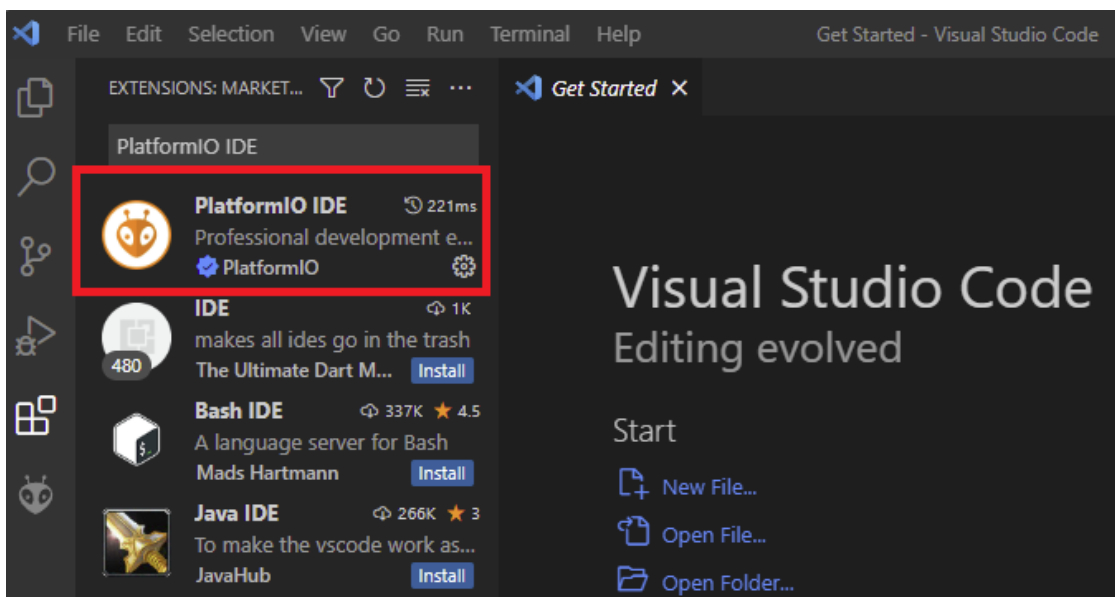 File Edit Selection View Go Run Terminal Help Get Started - Visual Studio Code
EXTENSIONS: MARKET... ...
Get Started
PlatformIO IDE
PlatformIO IDE 221ms
Professional development e...
PlatformIO
IDE 1K
makes all ides go in the trash
480
The Ultimate Dart M... Install
Bash IDE 337K ★ 4.5
A language server for Bash
$_
Mads Hartmann Install
Java IDE 266K ★ 3
To make the vscode work as...
JavaHub Install
Visual Studio Code
Editing evolved
Start
New File...
Open File...
Open Folder...